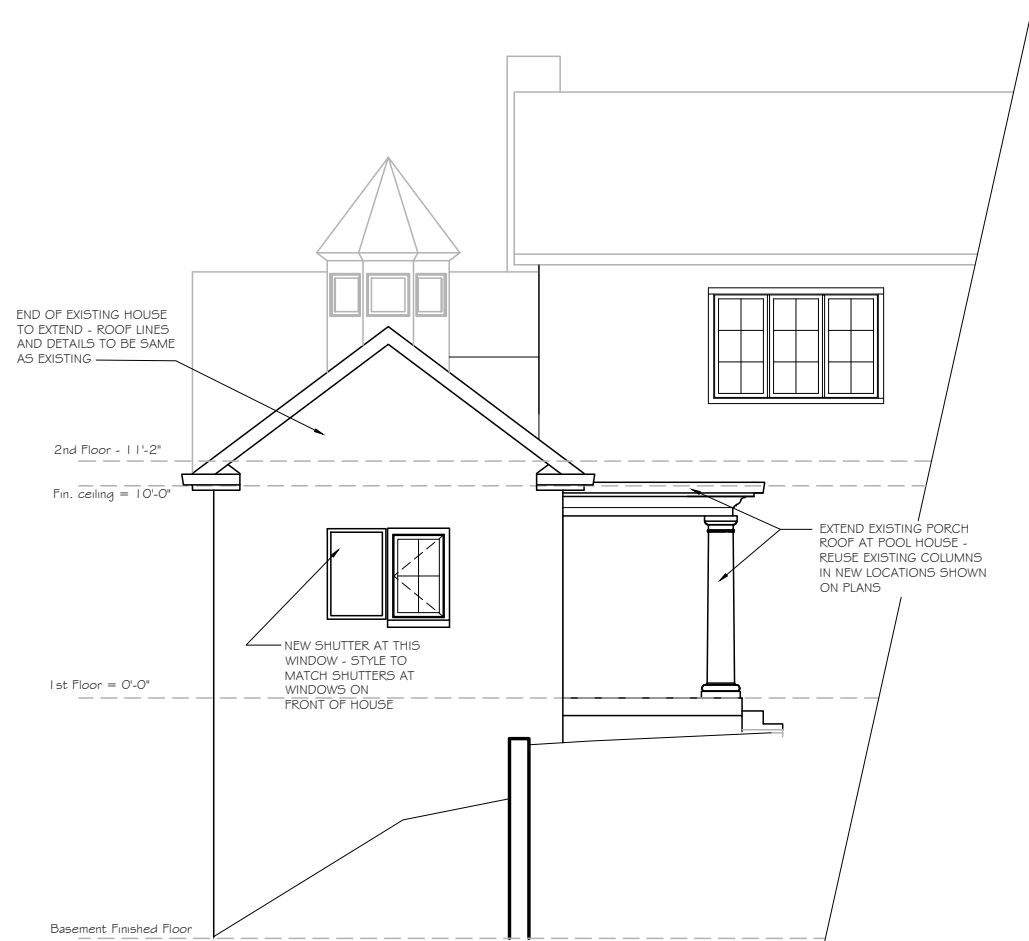 END OF EXISTING HOUSE
TO EXTEND - ROOF LINES
AND DETAILS TO BE SAME
AS EXISTING
2nd Floor - 11'-2"
Fin. ceiling = 10'-0"
EXTEND EXISTING PORCH
ROOF AT POOL HOUSE -
REUSE EXISTING COLUMNS
IN NEW LOCATIONS SHOWN
ON PLANS
NEW SHUTTER AT THIS
WINDOW - STYLE TO
MATCH SHUTTERS AT
WINDOWS ON
FRONT OF HOUSE
1st Floor = 0'-0"
Basement Finished Floor